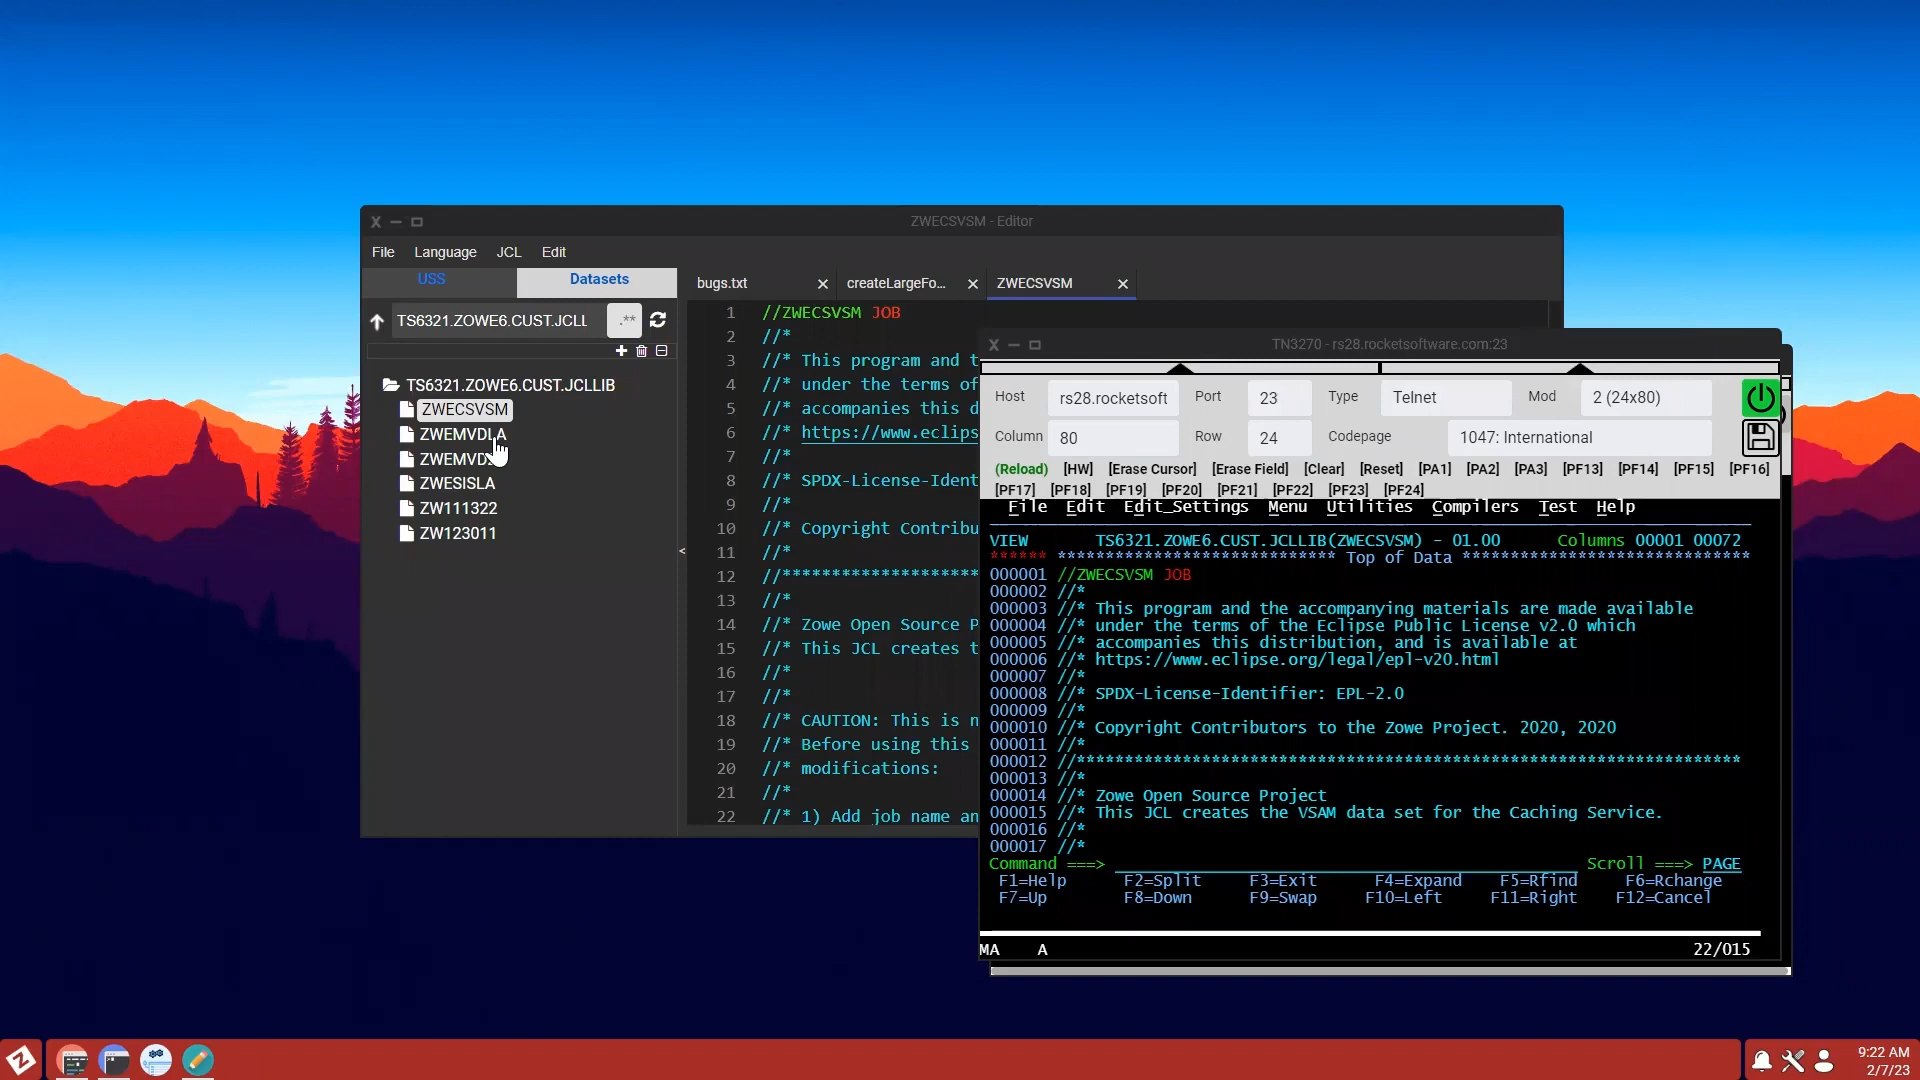 ZWECSVSM - Editor
File Language JCL Edit
USS Datasets
TS6321.ZOWE6.CUST.JCLL .**
TS6321.ZOWE6.CUST.JCLLIB
ZWECSVSM
ZWEMVDLA
ZWEMVD
ZWESISLA
ZW111322
ZW123011
bugs.txt createLargeFo... ZWECSVSM
1 //ZWECSVSM JOB
2 //*
3 //* This program and t
4 //* under the terms of
5 //* accompanies this d
6 //* https://www.eclips
7 //*
8 //* SPDX-License-Ident
9 //*
10 //* Copyright Contribu
11 //*
12 //********************
13 //*
14 //* Zowe Open Source P
15 //* This JCL creates t
16 //*
17 //*
18 //* CAUTION: This is n
19 //* Before using this
20 //* modifications:
21 //*
22 //* 1) Add job name an
TN3270 - rs28.rocketsoftware.com:23
Host rs28.rocketsoft Port 23 Type Telnet Mod 2 (24x80)
Column 80 Row 24 Codepage 1047: International
(Reload) [HW] [Erase Cursor] [Erase Field] [Clear] [Reset] [PA1] [PA2] [PA3] [PF13] [PF14] [PF15] [PF16]
[PF17] [PF18] [PF19] [PF20] [PF21] [PF22] [PF23] [PF24]
File Edit Edit_Settings Menu Utilities Compilers Test Help
VIEW TS6321.ZOWE6.CUST.JCLLIB(ZWECSVSM) - 01.00 Columns 00001 00072
****** ***************************** Top of Data ******************************
000001 //ZWECSVSM JOB
000002 //*
000003 //* This program and the accompanying materials are made available
000004 //* under the terms of the Eclipse Public License v2.0 which
000005 //* accompanies this distribution, and is available at
000006 //* https://www.eclipse.org/legal/epl-v20.html
000007 //*
000008 //* SPDX-License-Identifier: EPL-2.0
000009 //*
000010 //* Copyright Contributors to the Zowe Project. 2020, 2020
000011 //*
000012 //*********************************************************************
000013 //*
000014 //* Zowe Open Source Project
000015 //* This JCL creates the VSAM data set for the Caching Service.
000016 //*
000017 //*
Command ===> Scroll ===> PAGE
F1=Help F2=Split F3=Exit F4=Expand F5=Rfind F6=Rchange
F7=Up F8=Down F9=Swap F10=Left F11=Right F12=Cancel
MA A 22/015
9:22 AM
2/7/23